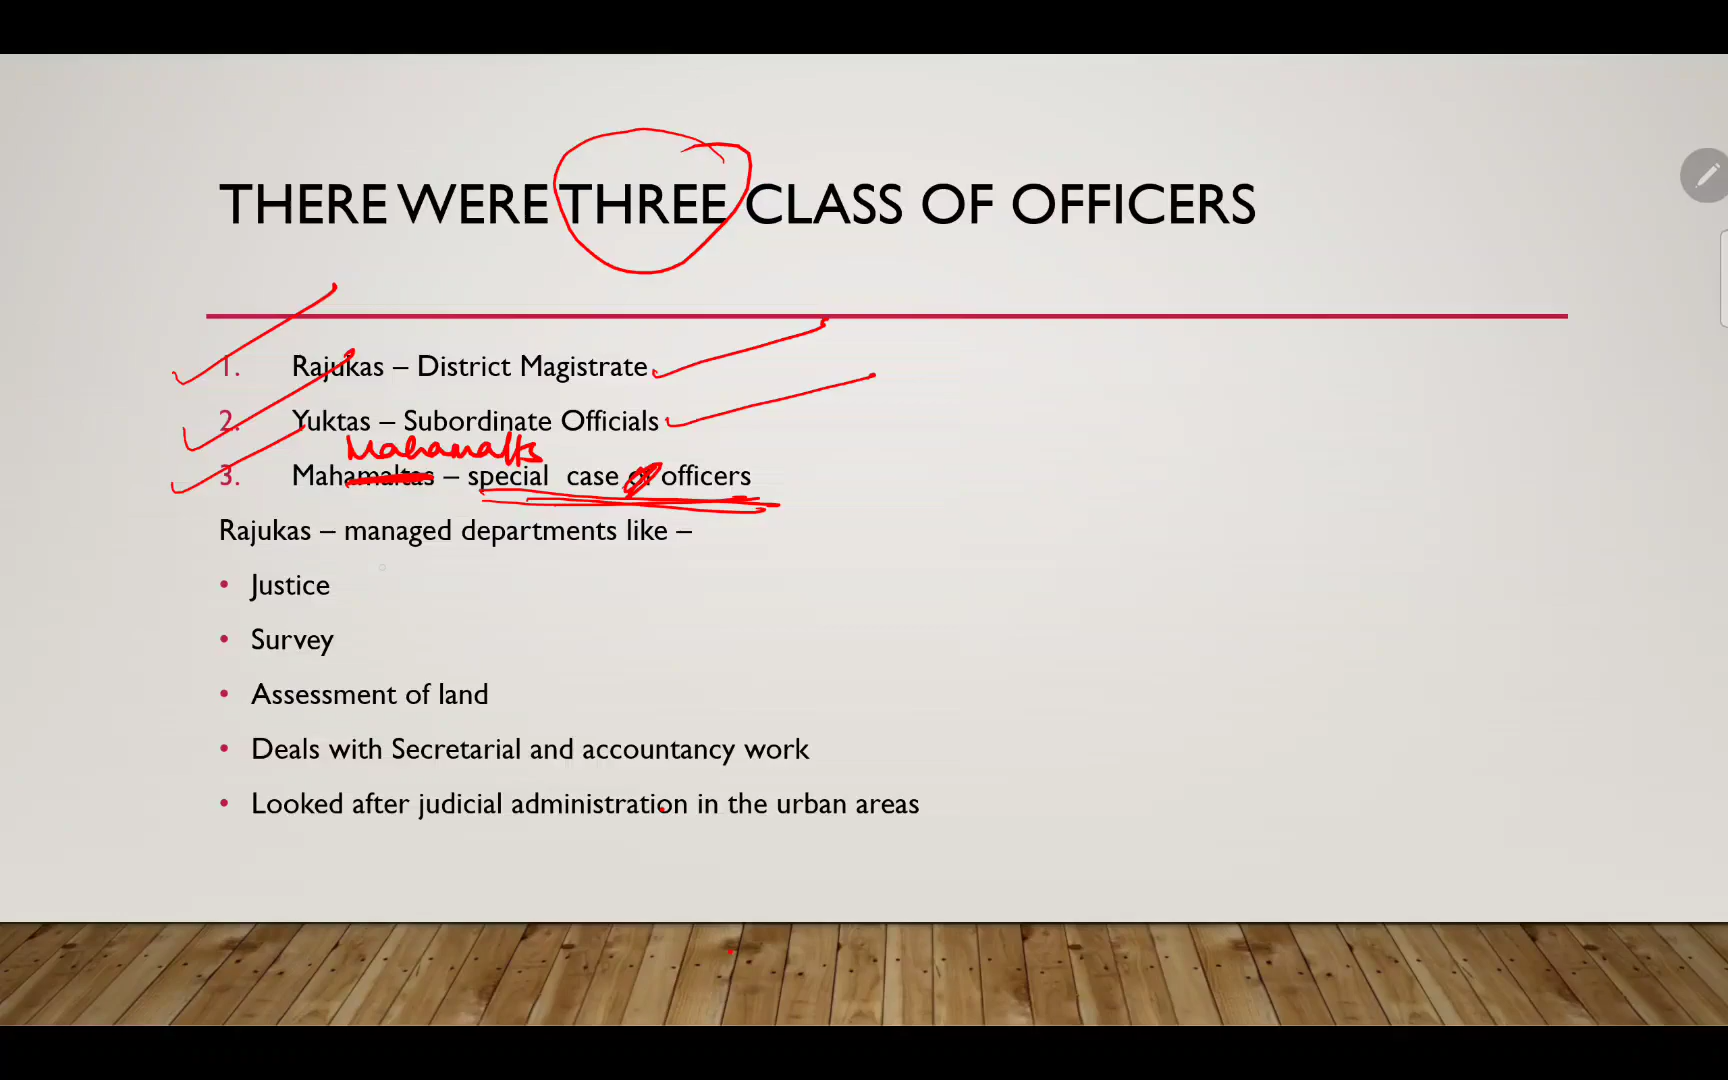 THERE WERE THREE CLASS OF OFFICERS
1. Rajukas – District Magistrate
2. Yuktas – Subordinate Officials
3. Mahamaltas – special case of officers
Rajukas – managed departments like –
• Justice
• Survey
• Assessment of land
• Deals with Secretarial and accountancy work
• Looked after judicial administration in the urban areas